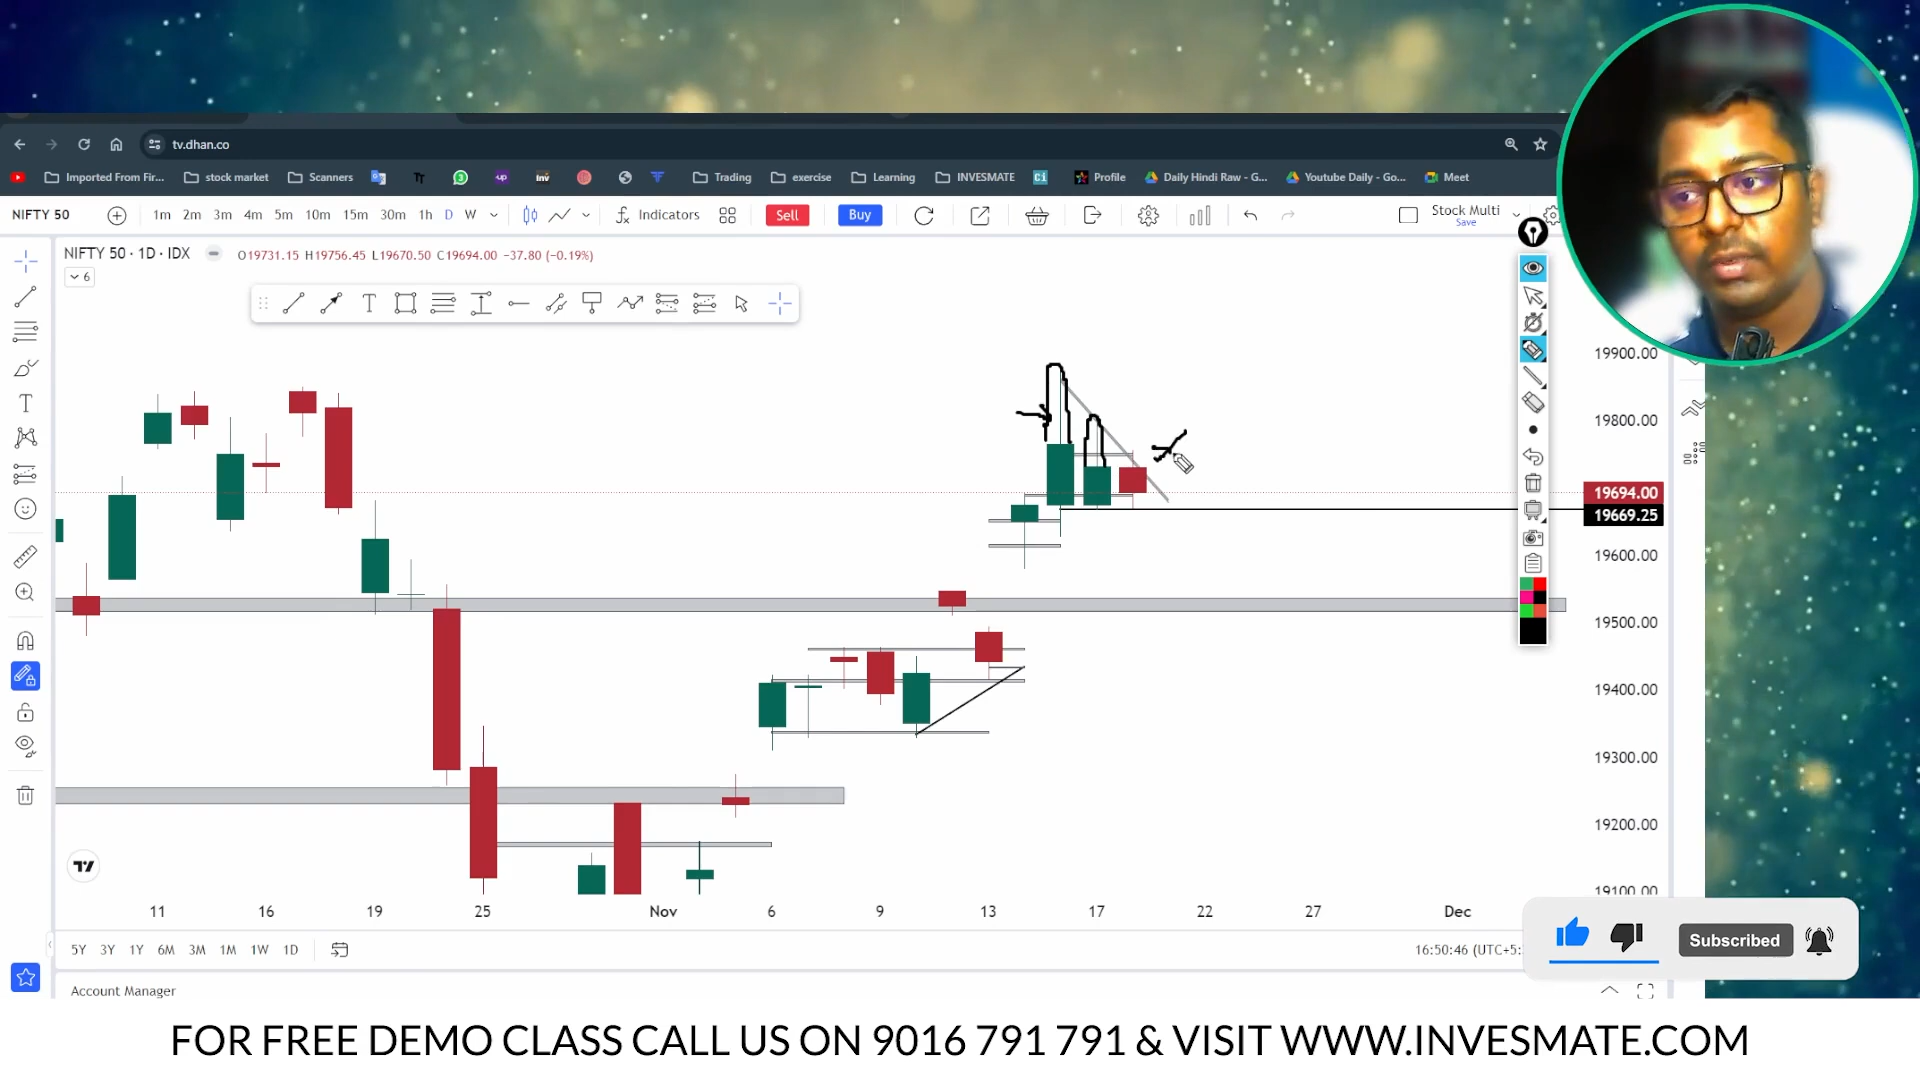 tv.dhan.co
Imported From Fir... stock market Scanners Trading exercise Learning INVESMATE Profile Daily Hindi Raw - G... Youtube Daily - Go... Meet
NIFTY 50 1m 2m 3m 4m 5m 10m 15m 30m 1h D W Indicators Sell Buy Stock Multi
Save
NIFTY 50 · 1D · IDX O19731.15 H19756.45 L19670.50 C19694.00 -37.80 (-0.19%)
6
19900.00
19800.00
19694.00
19669.25
19600.00
19500.00
19400.00
19300.00
19200.00
19100.00
11 16 19 25 Nov 6 9 13 17 22 27 Dec
5Y 3Y 1Y 6M 3M 1M 1W 1D 16:50:46 (UTC+5:
Subscribed
Account Manager
FOR FREE DEMO CLASS CALL US ON 9016 791 791 & VISIT WWW.INVESMATE.COM